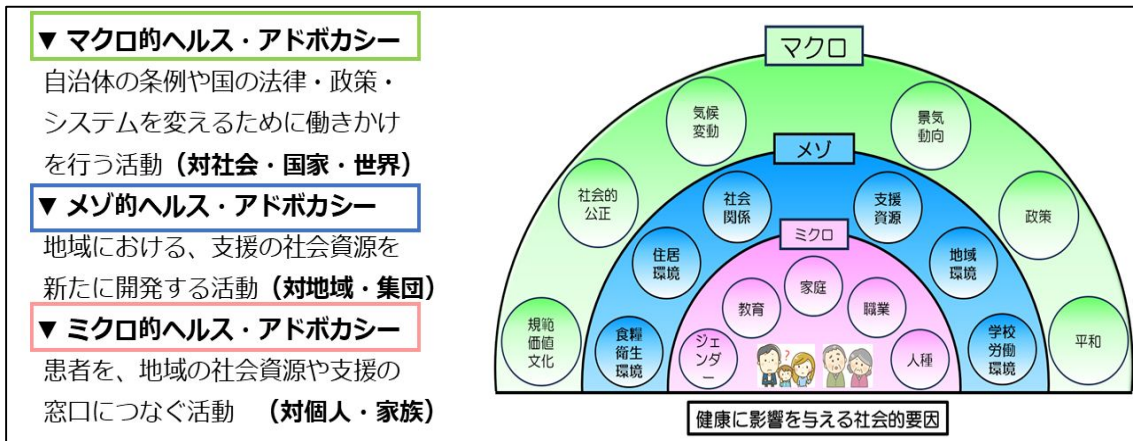 ▼ マクロ的ヘルス・アドボカシー
自治体の条例や国の法律・政策・
システムを変えるために働きかけ
を行う活動（対社会・国家・世界）
▼ メゾ的ヘルス・アドボカシー
地域における、支援の社会資源を
新たに開発する活動（対地域・集団）
▼ ミクロ的ヘルス・アドボカシー
患者を、地域の社会資源や支援の
窓口につなぐ活動 （対個人・家族）
マクロ
気候
変動
景気
動向
社会的
公正
政策
規範
価値
文化
平和
メゾ
社会
関係
支援
資源
住居
環境
地域
環境
食糧
衛生
環境
学校
労働
環境
ミクロ
家庭
教育
職業
ジェ
ンダ
ー
人種
?
健康に影響を与える社会的要因